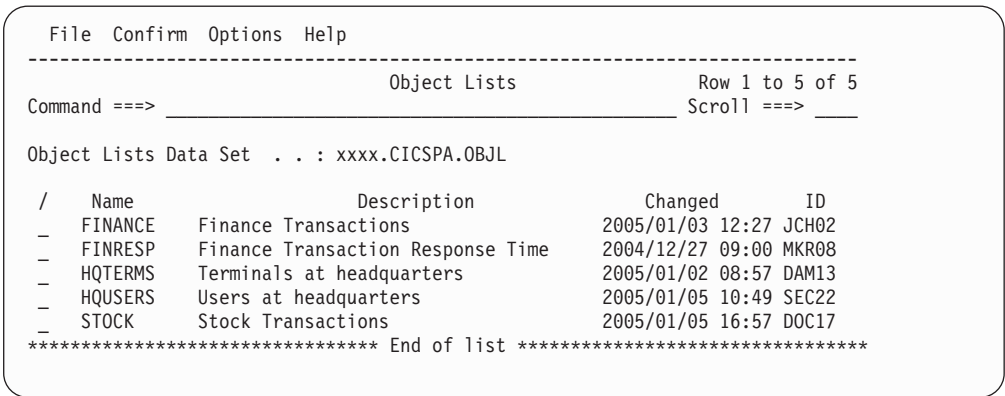 File Confirm Options Help
------------------------------------------------------------------------------
Object Lists Row 1 to 5 of 5
Command ===> ________________________________________________ Scroll ===> ____
Object Lists Data Set . . : xxxx.CICSPA.OBJL
/ Name Description Changed ID
_ FINANCE Finance Transactions 2005/01/03 12:27 JCH02
_ FINRESP Finance Transaction Response Time 2004/12/27 09:00 MKR08
_ HQTERMS Terminals at headquarters 2005/01/02 08:57 DAM13
_ HQUSERS Users at headquarters 2005/01/05 10:49 SEC22
_ STOCK Stock Transactions 2005/01/05 16:57 DOC17
********************************* End of list *********************************